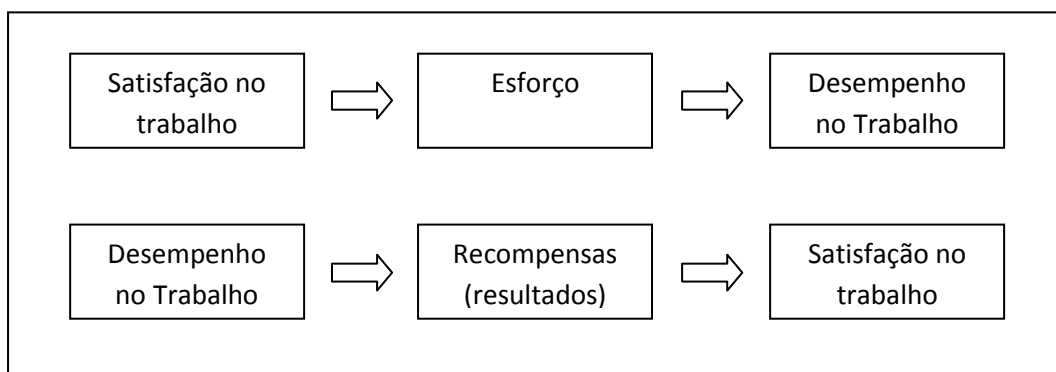 Satisfação no
trabalho
Esforço
Desempenho
no Trabalho
Desempenho
no Trabalho
Recompensas
(resultados)
Satisfação no
trabalho